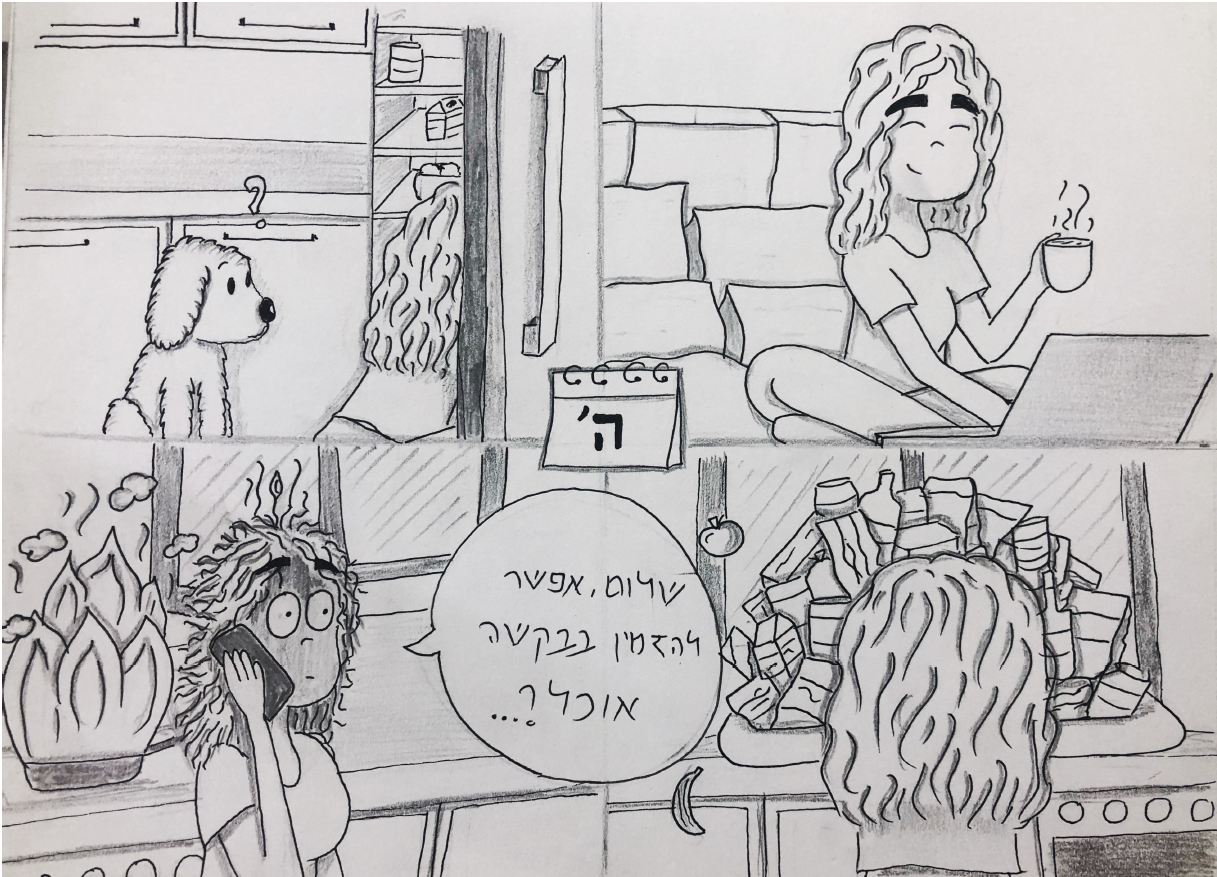 ?
ה'
שלום, אפשר
להזמין בבקשה
אוכל?...